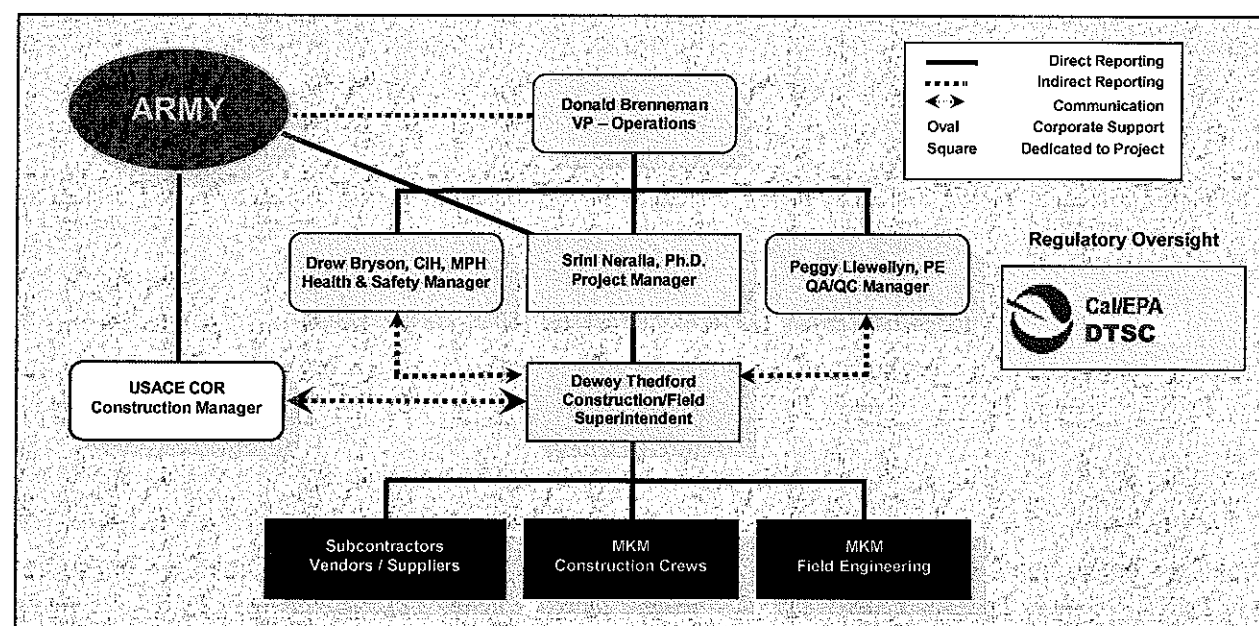 ARMY
Donald Brenneman
VP – Operations
Direct Reporting
Indirect Reporting
Communication
Oval Corporate Support
Square Dedicated to Project
Drew Bryson, CIH, MPH
Health & Safety Manager
Srini Neralla, Ph.D.
Project Manager
Peggy Llewellyn, PE
QA/QC Manager
Regulatory Oversight
Cal/EPA
DTSC
USACE COR
Construction Manager
Dewey Thedford
Construction/Field
Superintendent
Subcontractors
Vendors / Suppliers
MKM
Construction Crews
MKM
Field Engineering